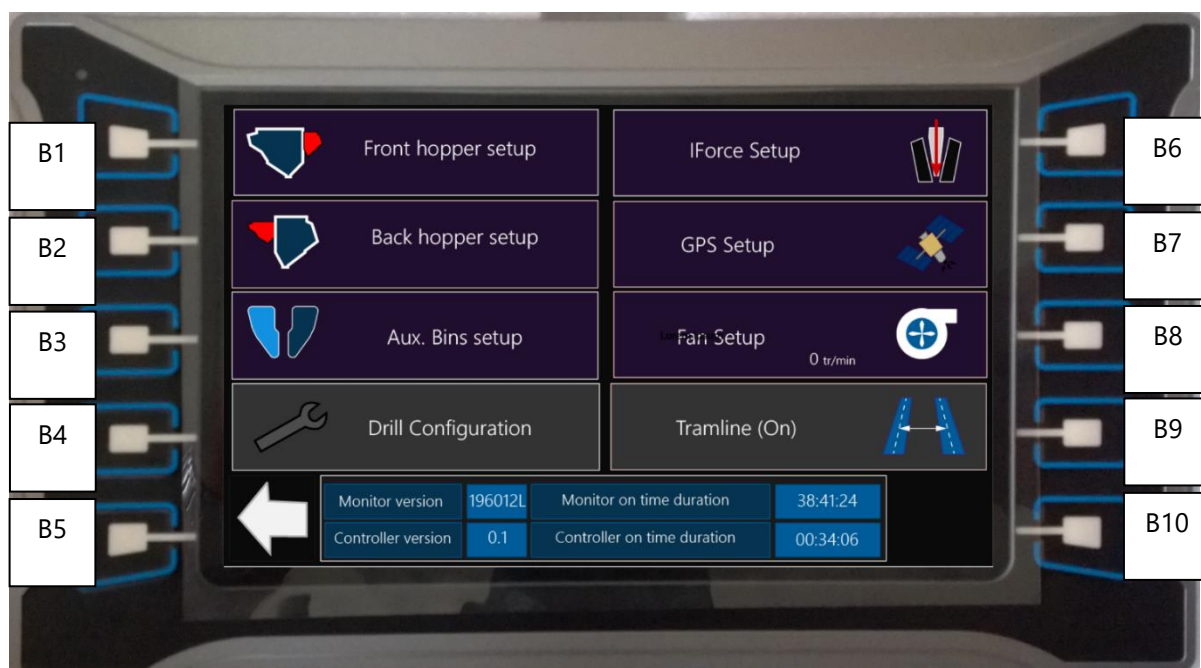 B1
Front hopper setup
IForce Setup
B6
B2
Back hopper setup
GPS Setup
B7
B3
Aux. Bins setup
Fan Setup
0 tr/min
B8
B4
Drill Configuration
Tramline (On)
B9
B5
Monitor version
196012L
Monitor on time duration
38:41:24
B10
Controller version
0.1
Controller on time duration
00:34:06